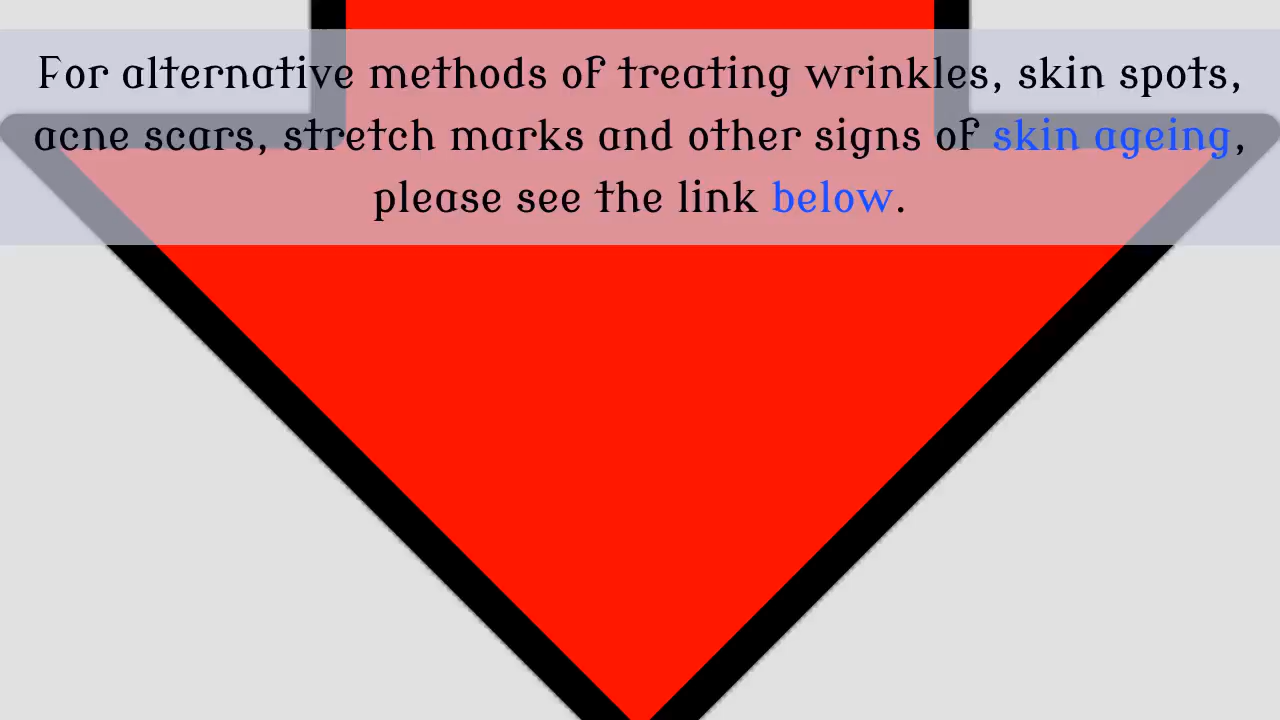 For alternative methods of treating wrinkles, skin spots,
acne scars, stretch marks and other signs of skin ageing,
please see the link below.